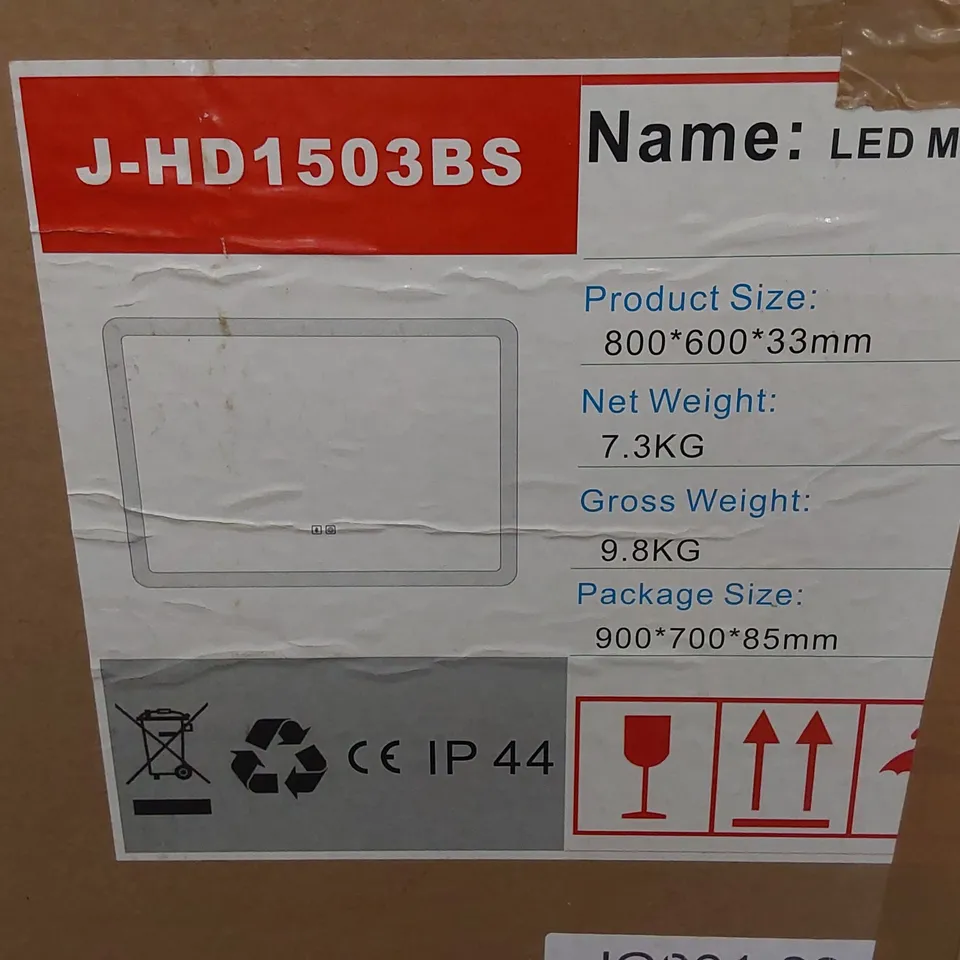 J-HD1503BS
Name: LED M
Product Size:
800*600*33mm
Net Weight:
7.3KG
Gross Weight:
9.8KG
Package Size:
900*700*85mm
CE IP 44